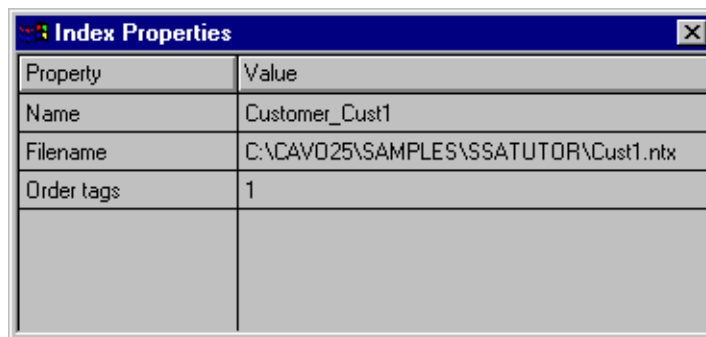 Index Properties
Property Value
Name Customer_Cust1
Filename C:\CAVO25\SAMPLES\SSATUTOR\Cust1.ntx
Order tags 1